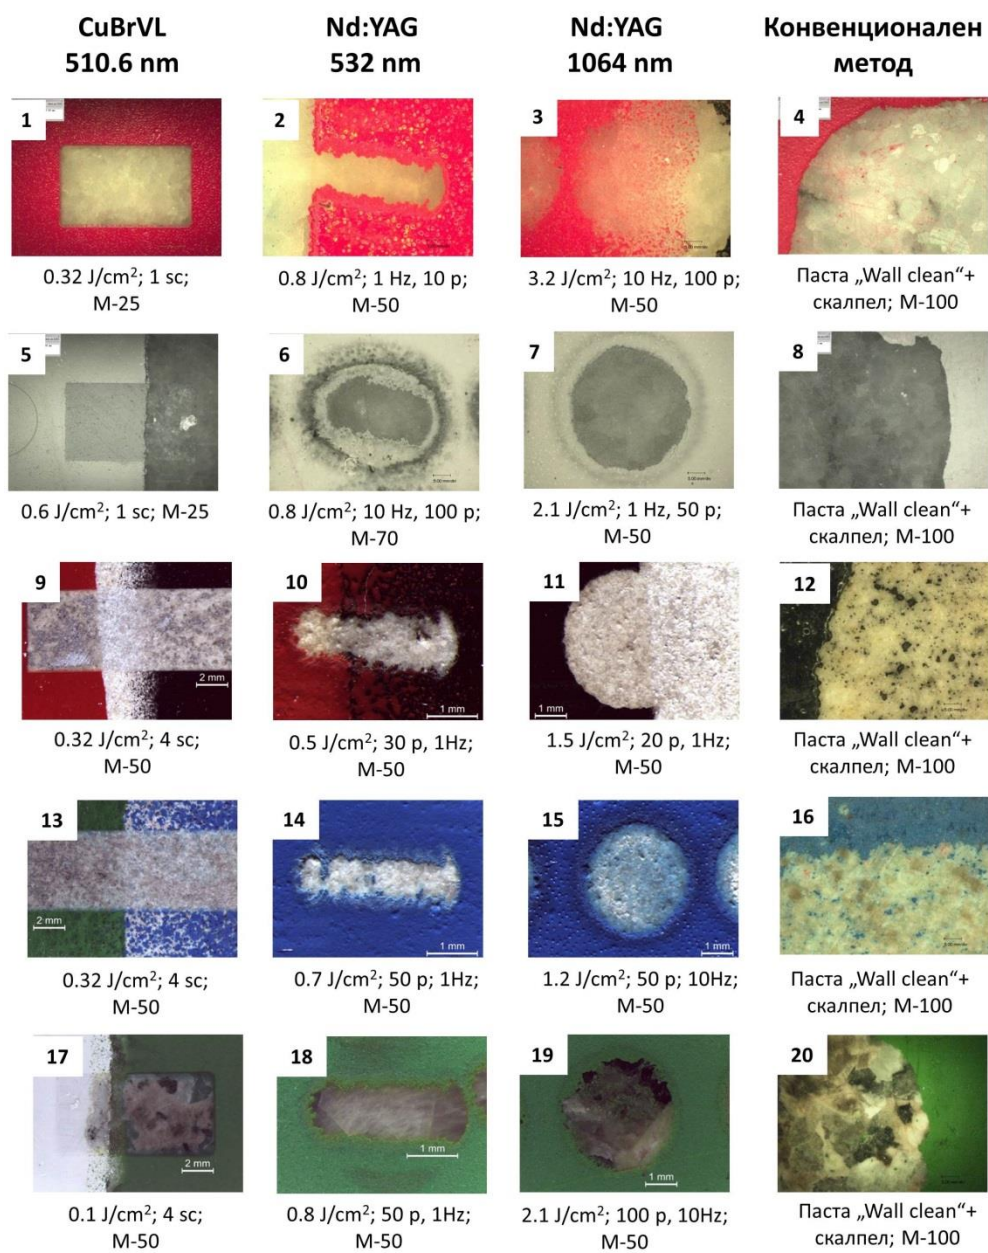 CuBrVL
510.6 nm
Nd:YAG
532 nm
Nd:YAG
1064 nm
Конвенционален
метод
1
2
3
4
0.32 J/cm²; 1 sc;
M-25
0.8 J/cm²; 1 Hz, 10 p;
M-50
3.2 J/cm²; 10 Hz, 100 p;
M-50
Паста „Wall clean“+
скалпел; M-100
5
6
7
8
0.6 J/cm²; 1 sc; M-25
0.8 J/cm²; 10 Hz, 100 p;
M-70
2.1 J/cm²; 1 Hz, 50 p;
M-50
Паста „Wall clean“+
скалпел; M-100
9
10
11
12
2 mm
1 mm
1 mm
0.32 J/cm²; 4 sc;
M-50
0.5 J/cm²; 30 p, 1Hz;
M-50
1.5 J/cm²; 20 p, 1Hz;
M-50
Паста „Wall clean“+
скалпел; M-100
13
14
15
16
2 mm
1 mm
1 mm
0.32 J/cm²; 4 sc;
M-50
0.7 J/cm²; 50 p; 1Hz;
M-50
1.2 J/cm²; 50 p; 10Hz;
M-50
Паста „Wall clean“+
скалпел; M-100
17
18
19
20
2 mm
1 mm
1 mm
0.1 J/cm²; 4 sc;
M-50
0.8 J/cm²; 50 p, 1Hz;
M-50
2.1 J/cm²; 100 p, 10Hz;
M-50
Паста „Wall clean“+
скалпел; M-100